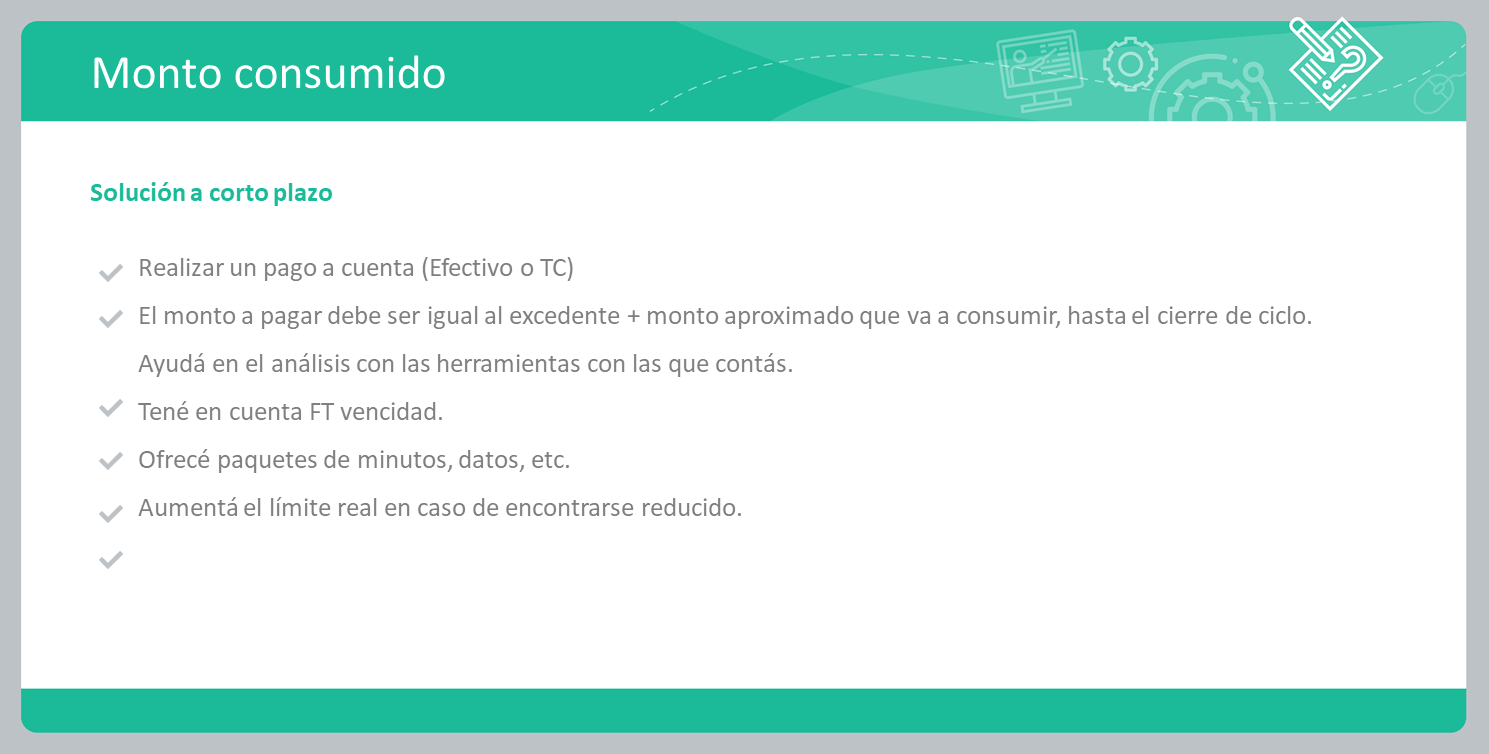 Monto consumido
Solución a corto plazo
Realizar un pago a cuenta (Efectivo o TC)
El monto a pagar debe ser igual al excedente + monto aproximado que va a consumir, hasta el cierre de ciclo.
Ayudá en el análisis con las herramientas con las que contás.
Tené en cuenta FT vencidad.
Ofrecé paquetes de minutos, datos, etc.
Aumentá el límite real en caso de encontrarse reducido.